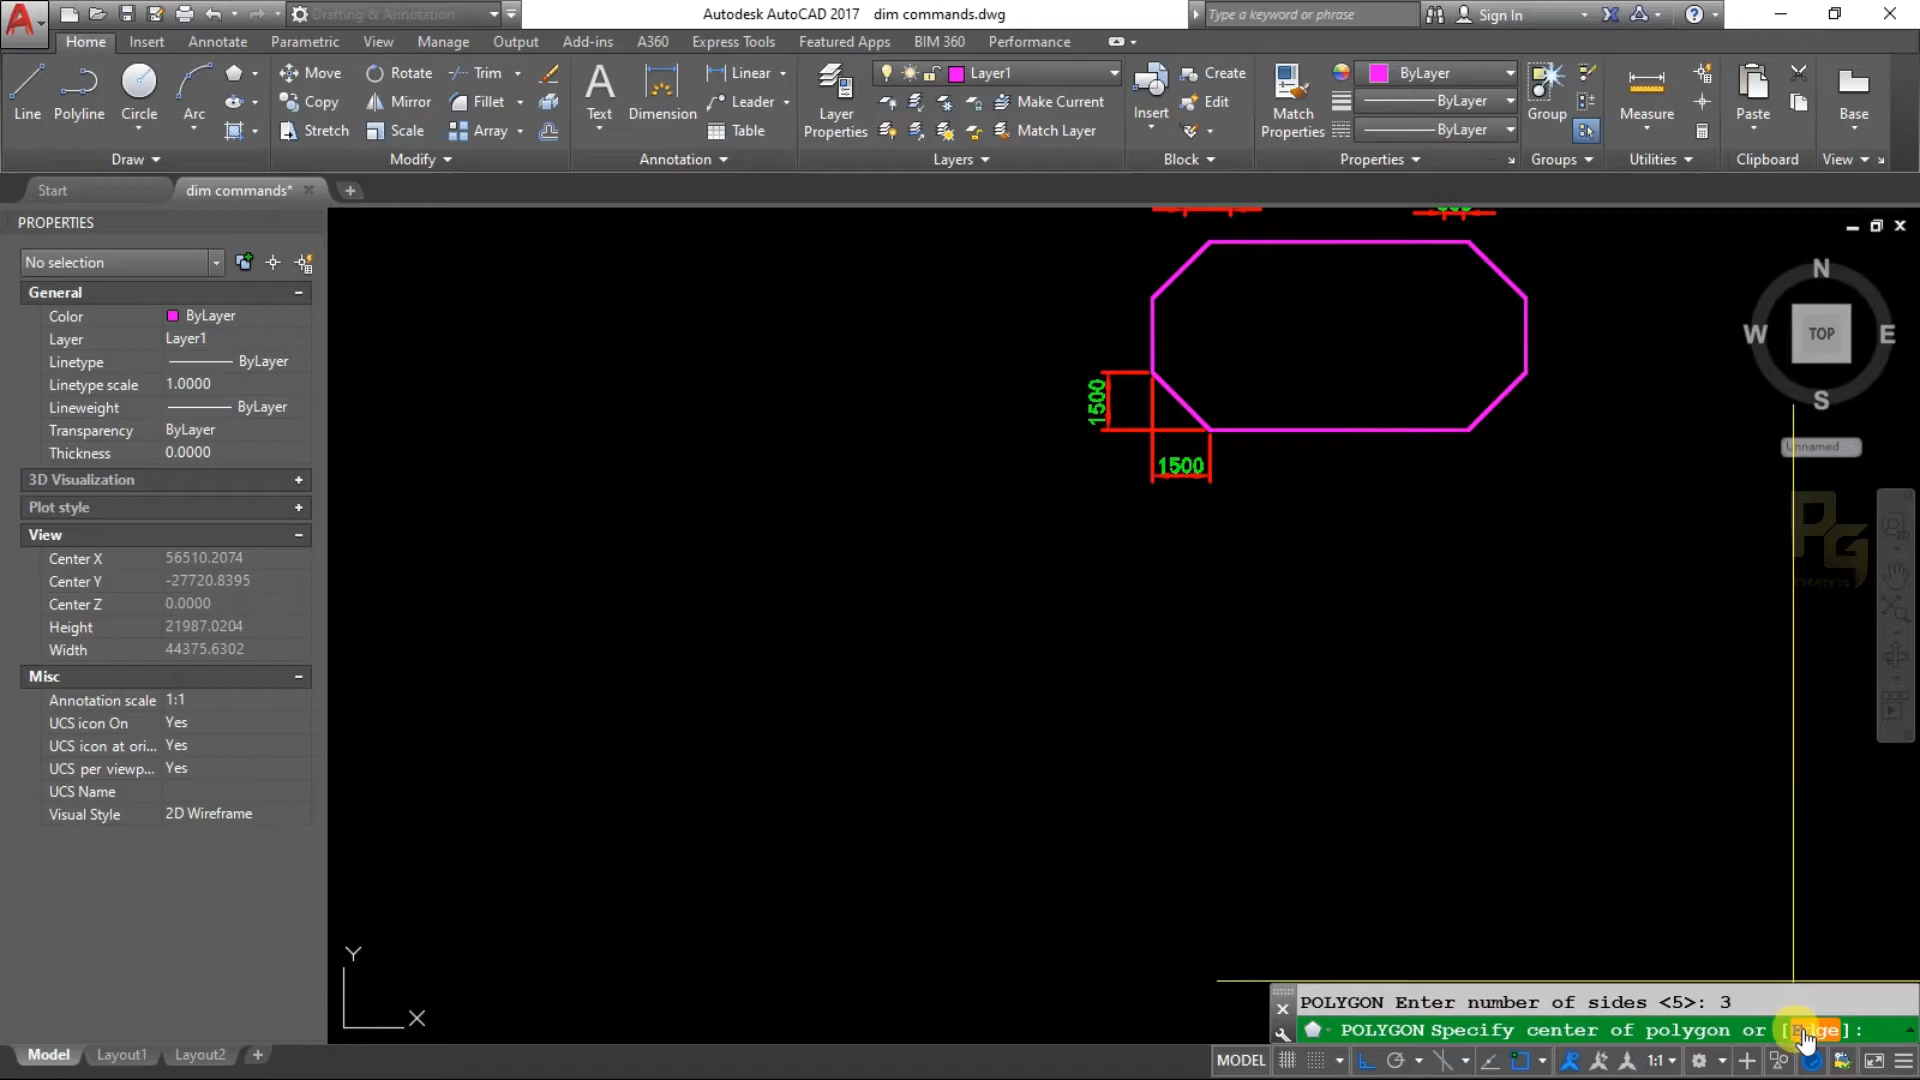 Drafting & Annotation
Autodesk AutoCAD 2017 dim commands.dwg
Type a keyword or phrase
Sign In
Home Insert Annotate Parametric View Manage Output Add-ins A360 Express Tools Featured Apps BIM 360 Performance
Move Rotate Trim Linear Layer1 Create ByLayer
Copy Mirror Fillet Leader Make Current Edit ByLayer
Line Polyline Circle Arc Text Dimension Layer Properties Insert Match Properties Group Measure Paste Base
Stretch Scale Array Table Match Layer ByLayer
Draw Modify Annotation Layers Block Properties Groups Utilities Clipboard View
Start dim commands*
PROPERTIES
No selection
General
Color ByLayer
Layer Layer1
Linetype ByLayer
Linetype scale 1.0000
Lineweight ByLayer
Transparency ByLayer
Thickness 0.0000
3D Visualization
Plot style
View
Center X 56510.2074
Center Y -27720.8395
Center Z 0.0000
Height 21987.0204
Width 44375.6302
Misc
Annotation scale 1:1
UCS icon On Yes
UCS icon at ori... Yes
UCS per viewp... Yes
UCS Name
Visual Style 2D Wireframe
1500
1500
N
W TOP E
S
Unnamed
PG
Y
X
POLYGON Enter number of sides <5>: 3
POLYGON Specify center of polygon or [Edge]:
Model Layout1 Layout2
MODEL 1:1